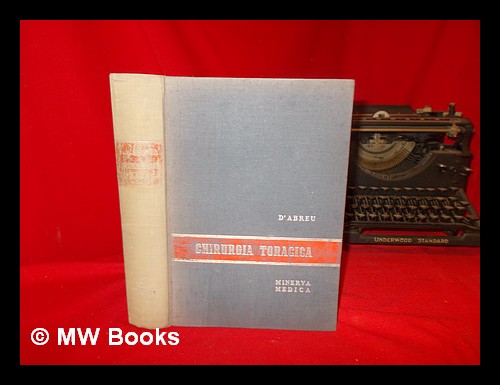 D'ABREU
CHIRURGIA TORACICA
MINERVA
MEDICA
UNDERWOOD STANDARD
© MW Books